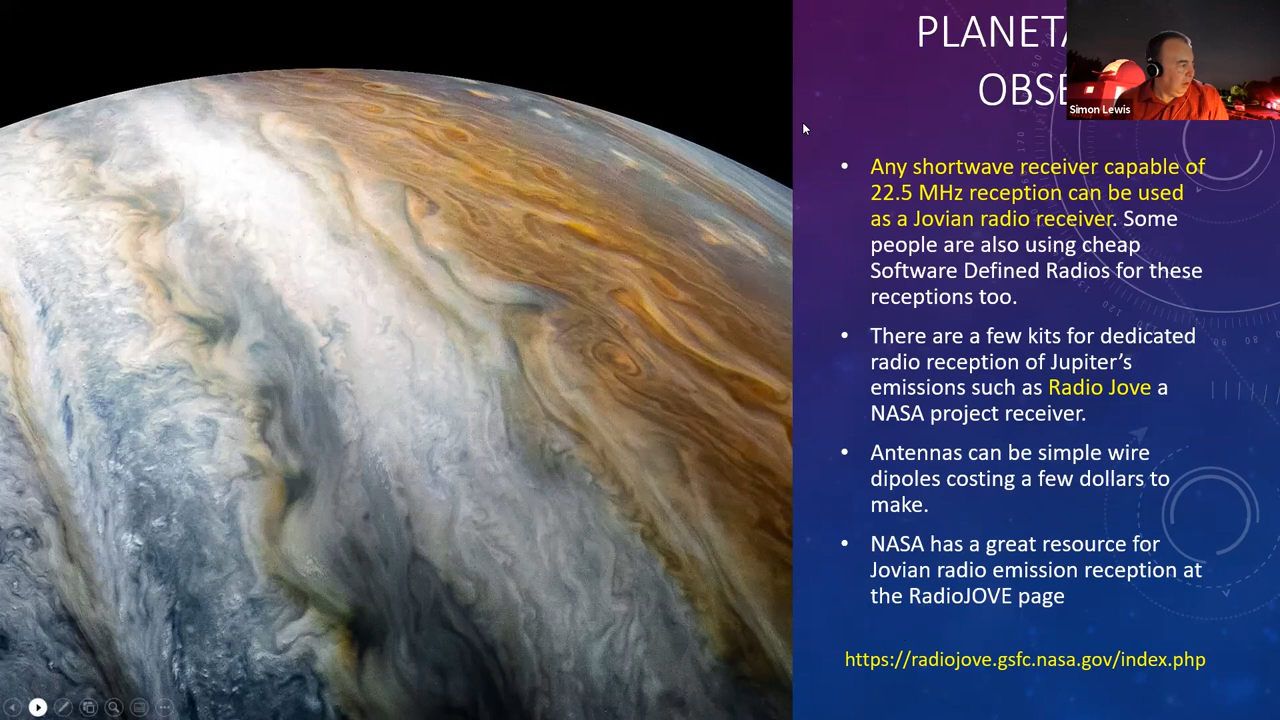 PLANETA
OBSE
Simon Lewis
• Any shortwave receiver capable of
22.5 MHz reception can be used
as a Jovian radio receiver. Some
people are also using cheap
Software Defined Radios for these
receptions too.
• There are a few kits for dedicated
radio reception of Jupiter’s
emissions such as Radio Jove a
NASA project receiver.
• Antennas can be simple wire
dipoles costing a few dollars to
make.
• NASA has a great resource for
Jovian radio emission reception at
the RadioJOVE page
https://radiojove.gsfc.nasa.gov/index.php